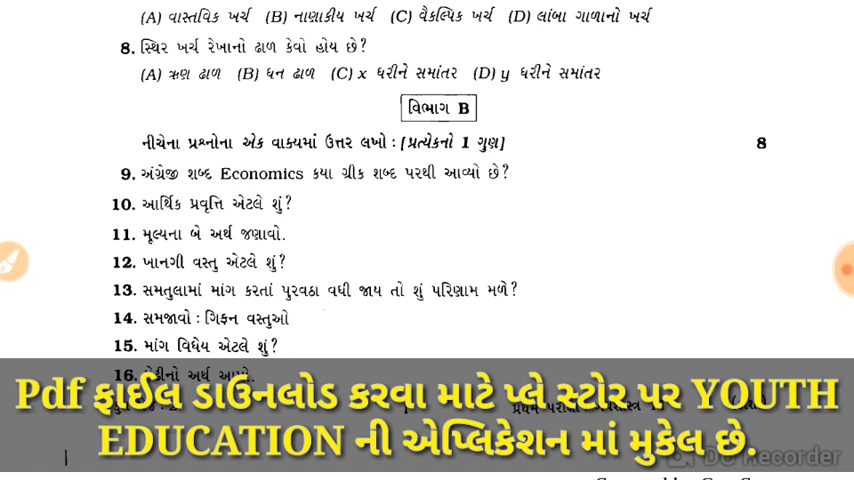 (A) વાસ્તવિક ખર્ચ (B) નાણાકીય ખર્ચ (C) વૈકલ્પિક ખર્ચ (D) લાંબા ગાળાનો ખર્ચ
8. સ્થિર ખર્ચ રેખાનો ઢાળ કેવો હોય છે?
(A) ઋણ ઢાળ (B) ધન ઢાળ (C) x ધરીને સમાંતર (D) y ધરીને સમાંતર
વિભાગ B
નીચેના પ્રશ્નોના એક વાક્યમાં ઉત્તર લખો : [પ્રત્યેકનો 1 ગુણ] 8
9. અંગ્રેજી શબ્દ Economics કયા ગ્રીક શબ્દ પરથી આવ્યો છે?
10. આર્થિક પ્રવૃત્તિ એટલે શું?
11. મૂલ્યના બે અર્થ જણાવો.
12. ખાનગી વસ્તુ એટલે શું?
13. સમતુલામાં માંગ કરતાં પુરવઠા વધી જાય તો શું પરિણામ મળે?
14. સમજાવો : ગિફન વસ્તુઓ
15. માંગ વિધેય એટલે શું?
16. પેઢીનો અર્થ આપો.
Pdf ફાઈલ ડાઉનલોડ કરવા માટે પ્લે સ્ટોર પર YOUTH
EDUCATION ની એપ્લિકેશન માં મુકેલ છે.
DU Recorder